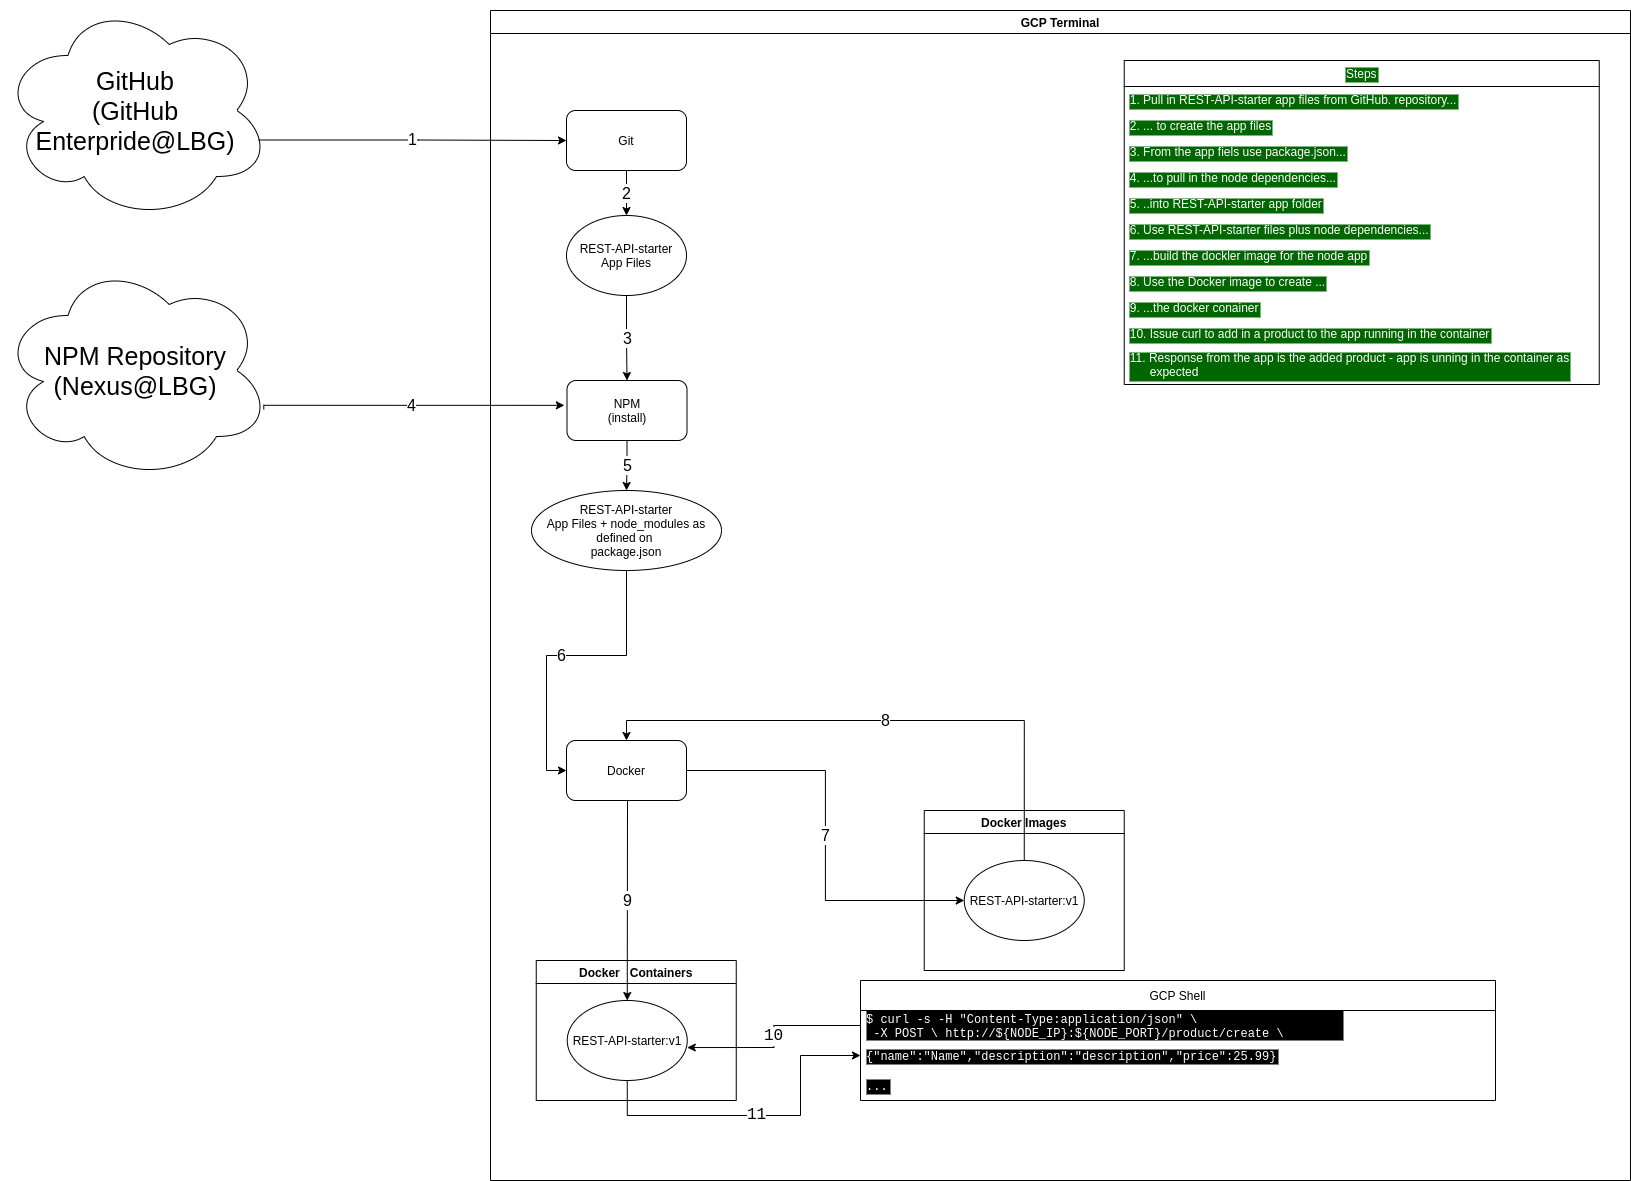 GCP Terminal
GitHub
(GitHub
Enterpride@LBG)
1
Git
2
REST-API-starter
App Files
3
NPM Repository
(Nexus@LBG)
4
NPM
(install)
5
REST-API-starter
App Files + node_modules as
defined on
package.json
6
Steps
1. Pull in REST-API-starter app files from GitHub. repository...
2. ... to create the app files
3. From the app fiels use package.json...
4. ...to pull in the node dependencies...
5. ..into REST-API-starter app folder
6. Use REST-API-starter files plus node dependencies...
7. ...build the dockler image for the node app
8. Use the Docker image to create ...
9. ...the docker conainer
10. Issue curl to add in a product to the app running in the container
11. Response from the app is the added product - app is unning in the container as
expected
8
Docker
7
Docker Images
REST-API-starter:v1
9
Docker Containers
REST-API-starter:v1
10
11
GCP Shell
$ curl -s -H "Content-Type:application/json" \
-X POST \ http://${NODE_IP}:${NODE_PORT}/product/create \
{"name":"Name","description":"description","price":25.99}
...